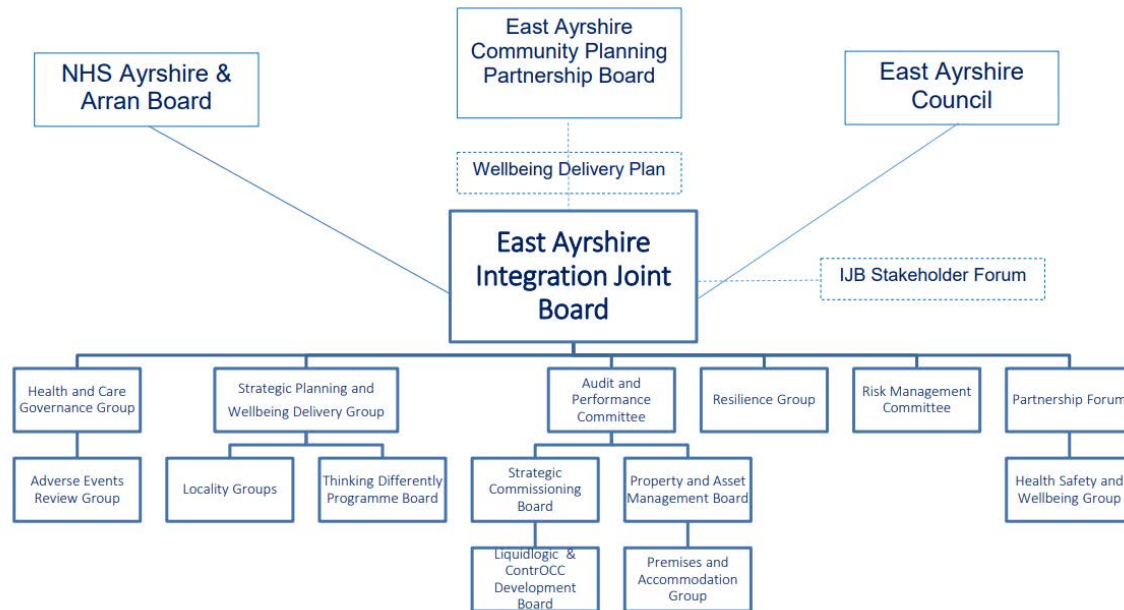 East Ayrshire
Community Planning
Partnership Board
NHS Ayrshire &
Arran Board
East Ayrshire
Council
Wellbeing Delivery Plan
East Ayrshire
Integration Joint
Board
IJB Stakeholder Forum
Health and Care
Governance Group
Strategic Planning and
Wellbeing Delivery Group
Audit and
Performance
Committee
Resilience Group
Risk Management
Committee
Partnership Forum
Adverse Events
Review Group
Locality Groups
Thinking Differently
Programme Board
Strategic
Commissioning
Board
Property and Asset
Management Board
Health Safety and
Wellbeing Group
Liquidlogic &
ContrOCC
Development
Board
Premises and
Accommodation
Group